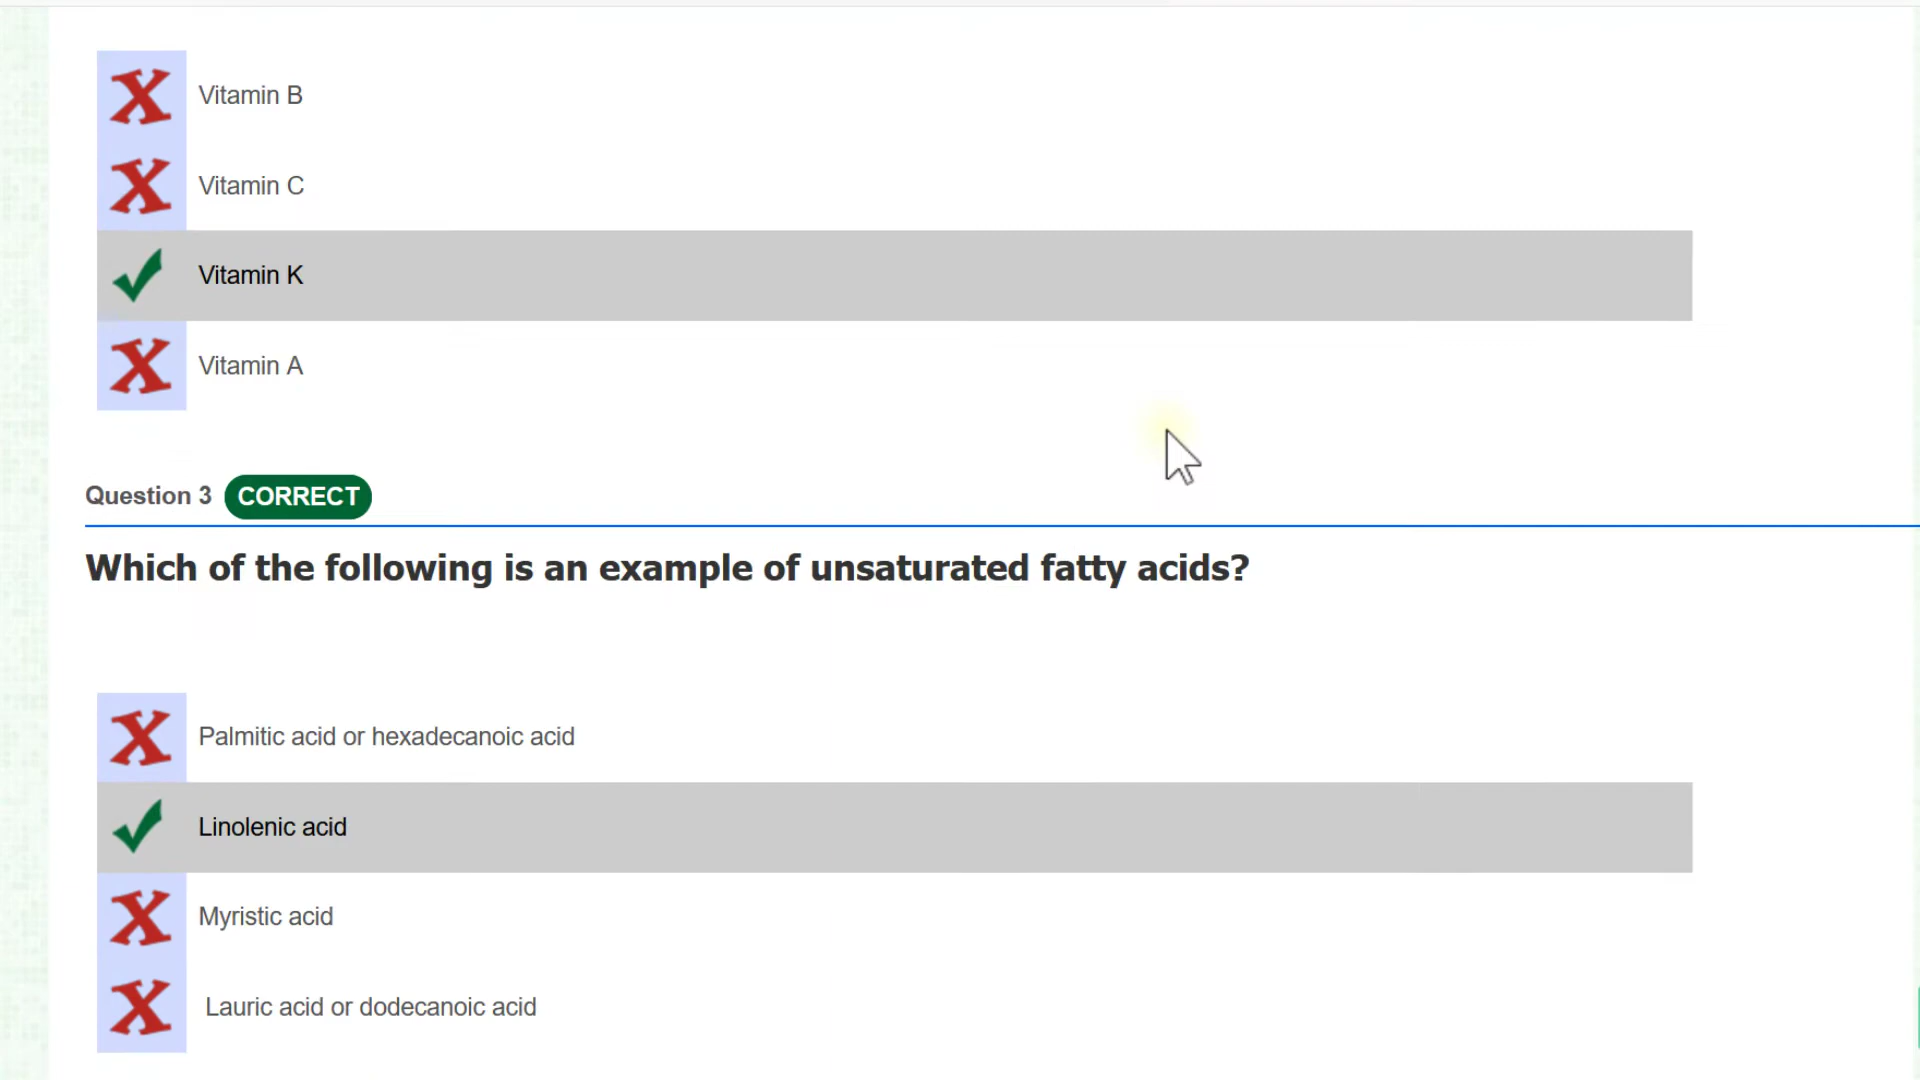 Vitamin B
Vitamin C
Vitamin K
Vitamin A
Question 3 CORRECT
Which of the following is an example of unsaturated fatty acids?
Palmitic acid or hexadecanoic acid
Linolenic acid
Myristic acid
Lauric acid or dodecanoic acid